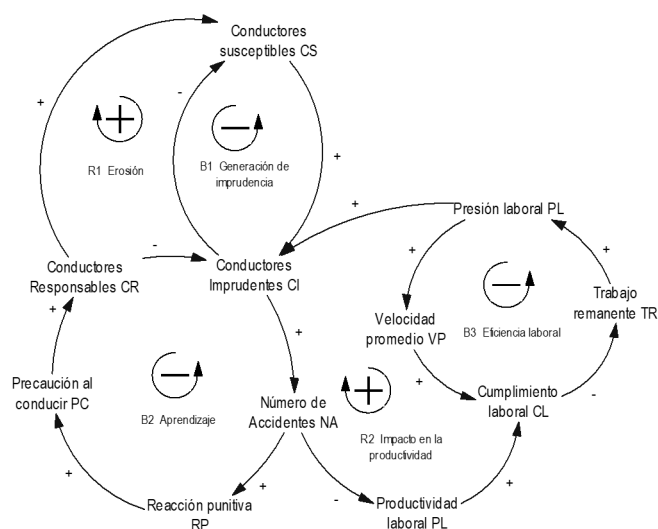 Conductores
susceptibles CS
+
-
R1 Erosión
B1 Generación de
imprudencia
+
+
Presión laboral PL
-
Conductores
Responsables CR
Conductores
Imprudentes CI
+
+
Trabajo
remanente TR
Velocidad
promedio VP
B3 Eficiencia laboral
+
+
Precaución al
conducir PC
B2 Aprendizaje
Número de
Accidentes NA
+
Cumplimiento
laboral CL
-
R2 Impacto en la
productividad
+
+
-
+
Reacción punitiva
RP
Productividad
laboral PL